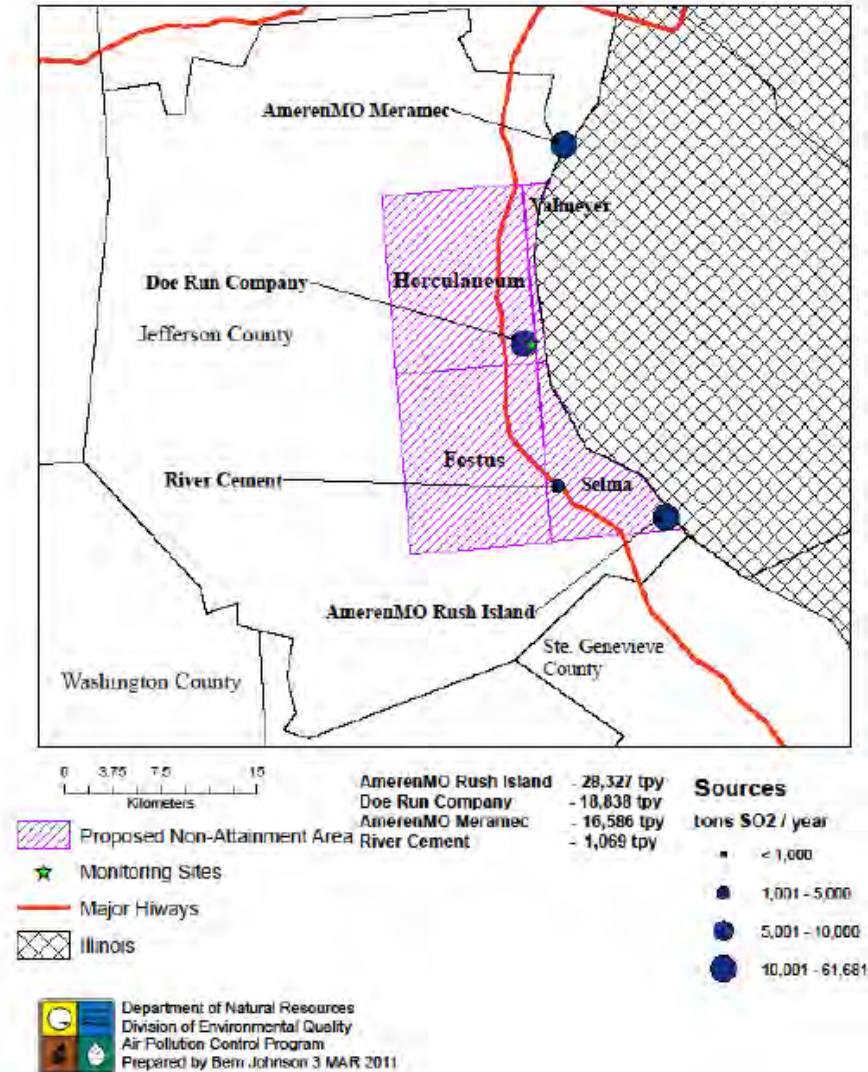 AmerenMO Meramec
Valmeyer
Herculaneum
Doe Run Company
Jefferson County
Festus
River Cement
Selma
AmerenMO Rush Island
Ste. Genevieve
County
Washington County
0 3.75 7.5 15
Kilometers
AmerenMO Rush Island - 28,327 tpy
Doe Run Company - 18,838 tpy
AmerenMO Meramec - 16,586 tpy
River Cement - 1,069 tpy
Proposed Non-Attainment Area
Monitoring Sites
Major Hiways
Illinois
Sources
tons SO2 / year
< 1,000
1,001 - 5,000
5,001 - 10,000
10,001 - 61,681
Department of Natural Resources
Division of Environmental Quality
Air Pollution Control Program
Prepared by Bern Johnson 3 MAR 2011